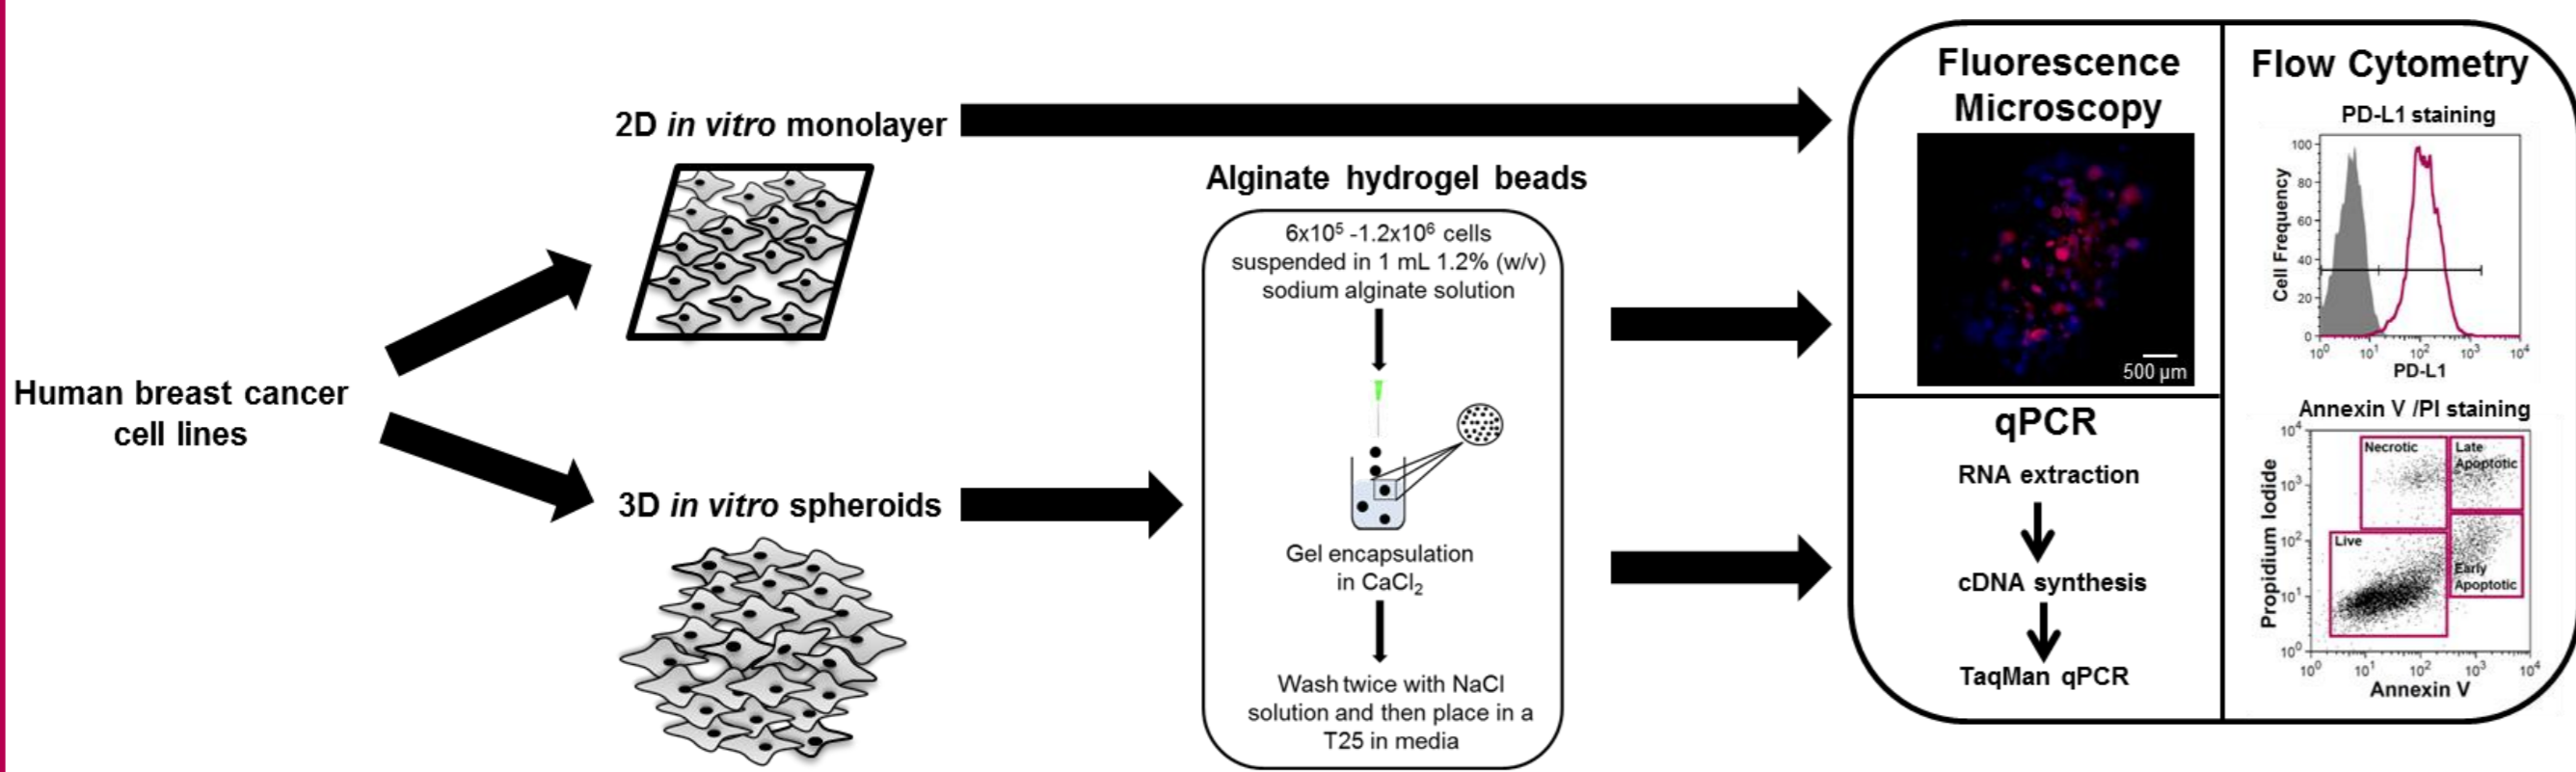 Human breast cancer
cell lines
2D in vitro monolayer
3D in vitro spheroids
Alginate hydrogel beads
6x10⁵ -1.2x10⁶ cells
suspended in 1 mL 1.2% (w/v)
sodium alginate solution
Gel encapsulation
in CaCl₂
Wash twice with NaCl
solution and then place in a
T25 in media
Fluorescence
Microscopy
500 µm
qPCR
RNA extraction
cDNA synthesis
TaqMan qPCR
Flow Cytometry
PD-L1 staining
Cell Frequency
100
80
60
40
20
0
10⁰ 10¹ 10² 10³ 10⁴
PD-L1
Annexin V /PI staining
Propidium Iodide
10⁴
10³
10²
10¹
10⁰
Necrotic
Late
Apoptotic
Live
Early
Apoptotic
10⁰ 10¹ 10² 10³ 10⁴
Annexin V